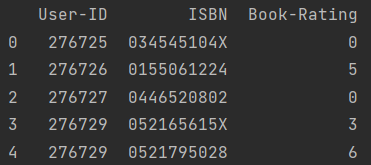 User-ID ISBN Book-Rating
0 276725 034545104X 0
1 276726 0155061224 5
2 276727 0446520802 0
3 276729 052165615X 3
4 276729 0521795028 6